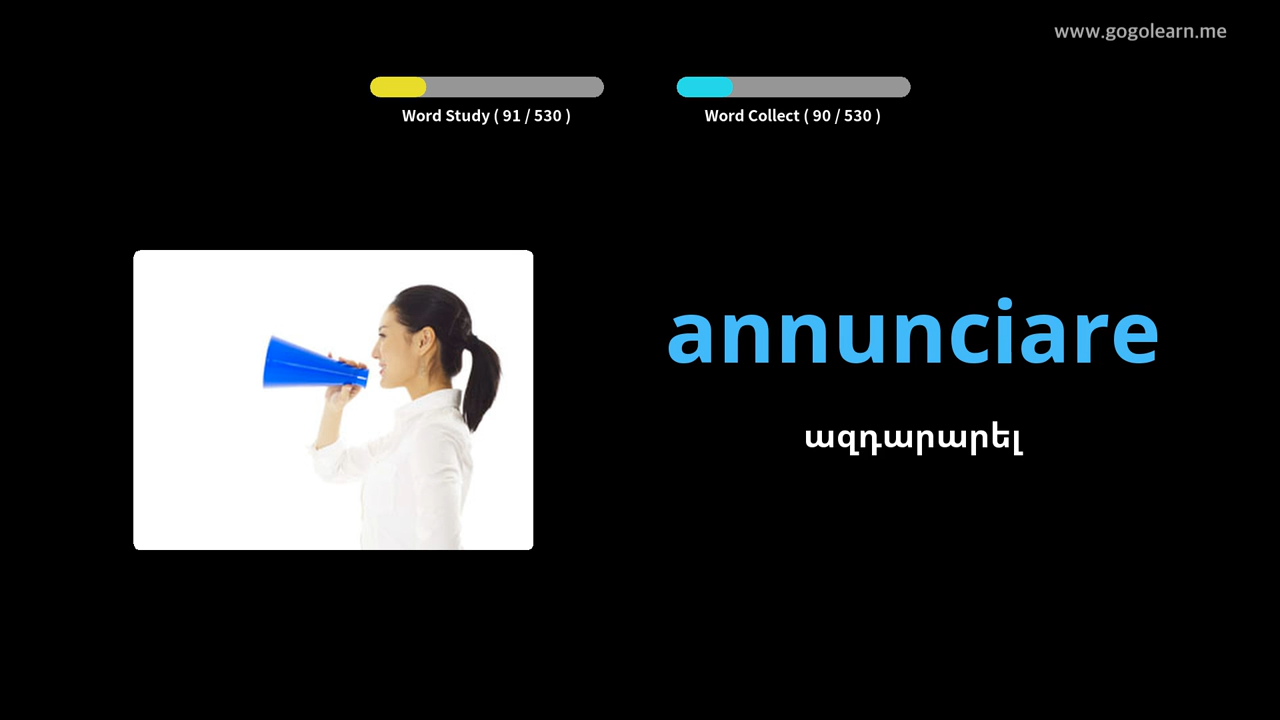 www.gogolearn.me
Word Study ( 91 / 530 )
Word Collect ( 90 / 530 )
annunciare
ազդարարել